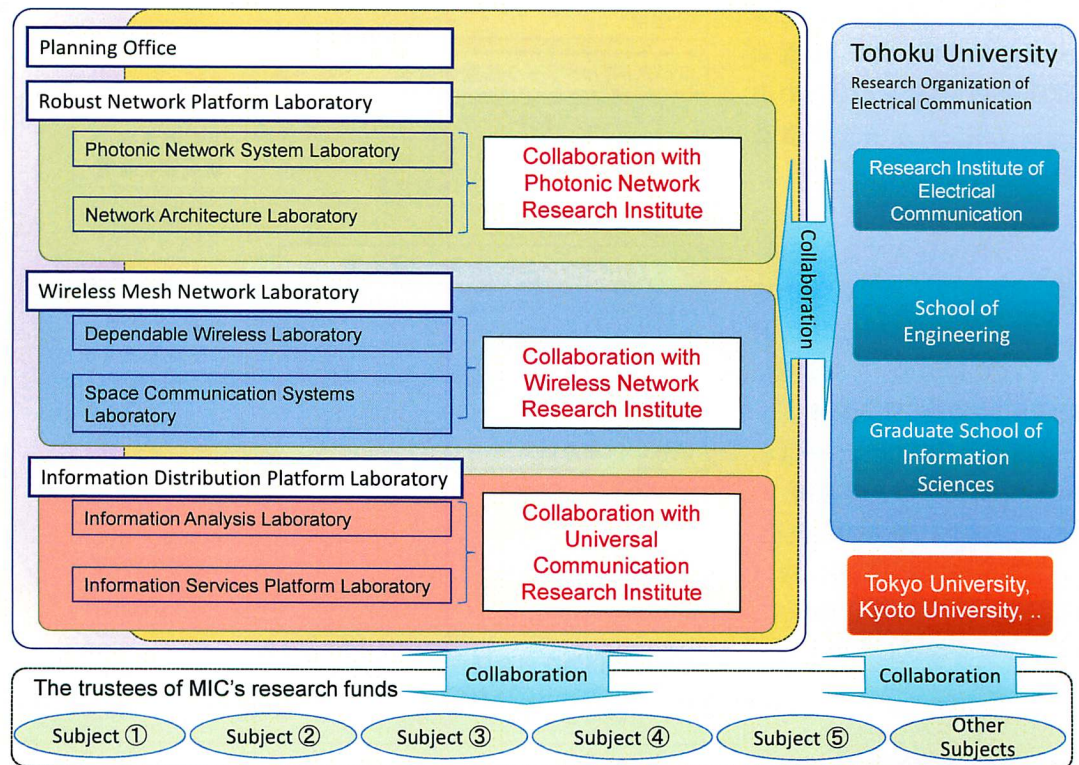 Planning Office
Robust Network Platform Laboratory
Photonic Network System Laboratory
Network Architecture Laboratory
Collaboration with
Photonic Network
Research Institute
Wireless Mesh Network Laboratory
Dependable Wireless Laboratory
Space Communication Systems
Laboratory
Collaboration with
Wireless Network
Research Institute
Information Distribution Platform Laboratory
Information Analysis Laboratory
Information Services Platform Laboratory
Collaboration with
Universal
Communication
Research Institute
Collaboration
Tohoku University
Research Organization of
Electrical Communication
Research Institute of
Electrical
Communication
School of
Engineering
Graduate School of
Information
Sciences
Tokyo University,
Kyoto University, ..
Collaboration
Collaboration
The trustees of MIC's research funds
Subject ①
Subject ②
Subject ③
Subject ④
Subject ⑤
Other
Subjects